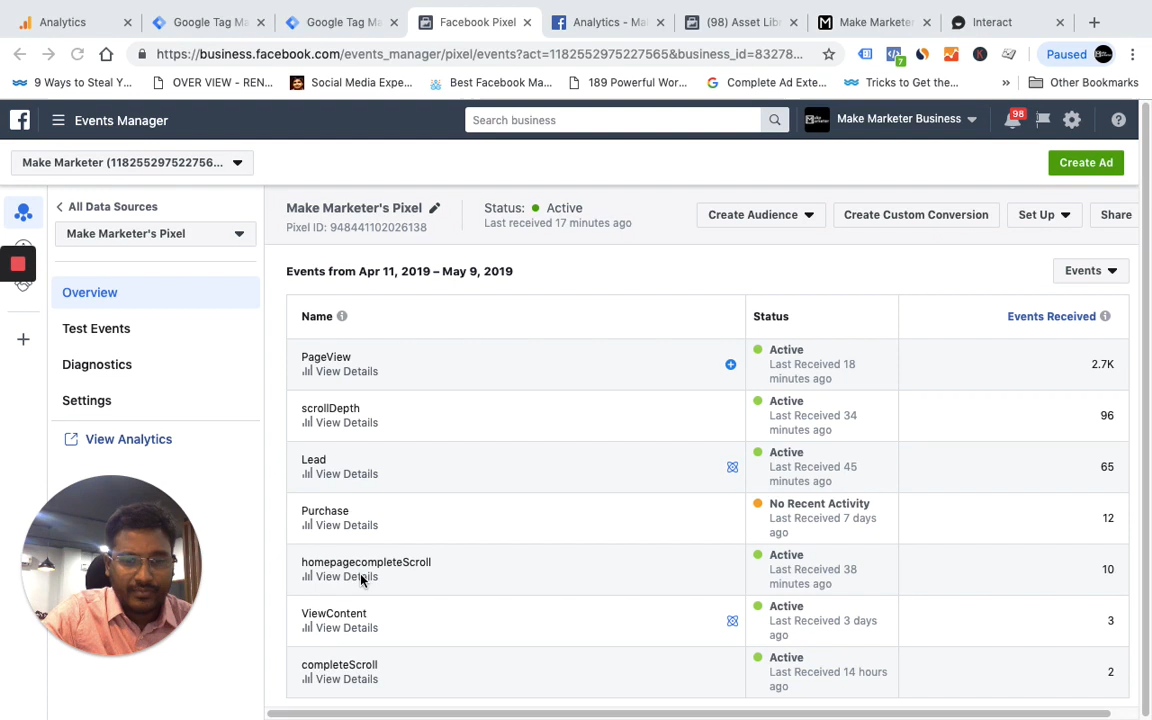 Analytics
Google Tag Ma
Google Tag Ma
Facebook Pixel
Analytics - Ma
(98) Asset Lib
Make Marketer
Interact
https://business.facebook.com/events_manager/pixel/events?act=1182552975227565&business_id=83278...
7
Paused
9 Ways to Steal Y...
OVER VIEW - REN...
Social Media Expe...
Best Facebook Ma...
189 Powerful Wor...
Complete Ad Exte...
Tricks to Get the...
»
Other Bookmarks
Events Manager
Search business
Make Marketer Business
98
Make Marketer (118255297522756...
Create Ad
All Data Sources
Make Marketer's Pixel
Overview
Test Events
Diagnostics
Settings
View Analytics
Make Marketer's Pixel
Pixel ID: 948441102026138
Status: Active
Last received 17 minutes ago
Create Audience
Create Custom Conversion
Set Up
Share
Events from Apr 11, 2019 – May 9, 2019
Events
Name
Status
Events Received
PageView
View Details
Active
Last Received 18
minutes ago
2.7K
scrollDepth
View Details
Active
Last Received 34
minutes ago
96
Lead
View Details
Active
Last Received 45
minutes ago
65
Purchase
View Details
No Recent Activity
Last Received 7 days
ago
12
homepagecompleteScroll
View Details
Active
Last Received 38
minutes ago
10
ViewContent
View Details
Active
Last Received 3 days
ago
3
completeScroll
View Details
Active
Last Received 14 hours
ago
2